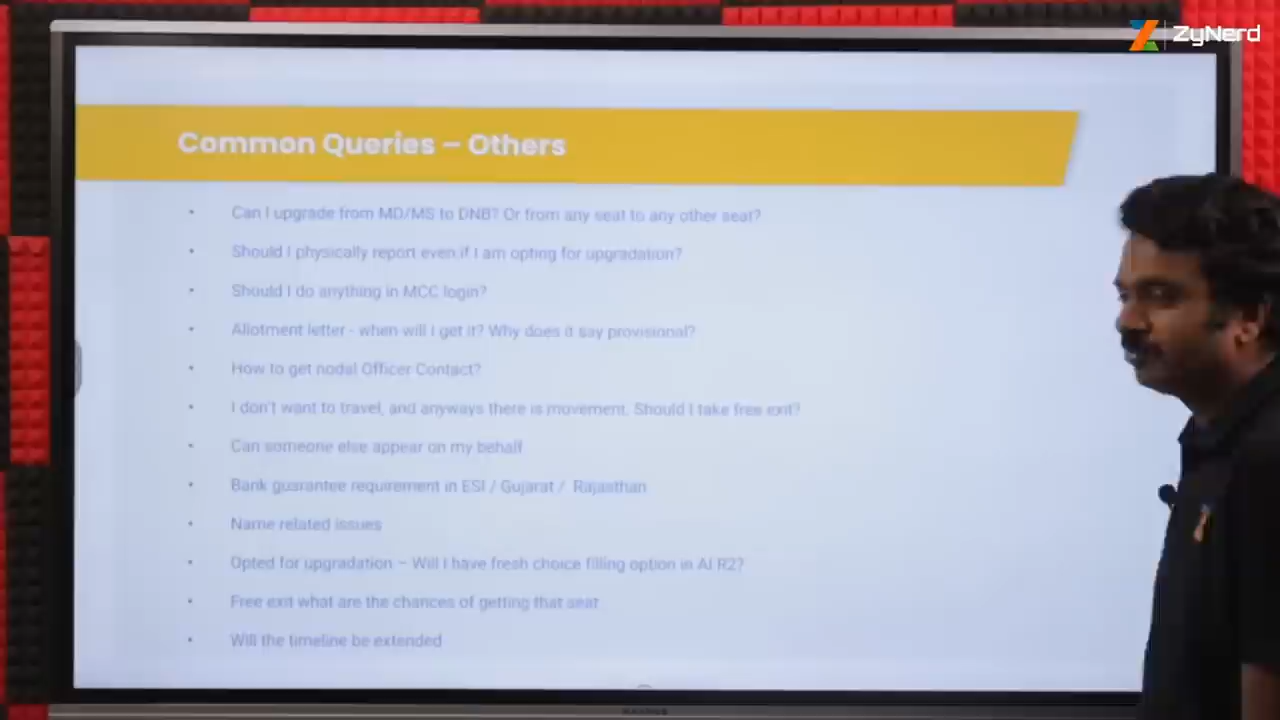 ZyNerd
Common Queries – Others
• Can I upgrade from MD/MS to DNB? Or from any seat to any other seat?
• Should I physically report even if I am opting for upgradation?
• Should I do anything in MCC login?
• Allotment letter - when will I get it? Why does it say provisional?
• How to get nodal Officer Contact?
• I don't want to travel, and anyways there is movement. Should I take free exit?
• Can someone else appear on my behalf
• Bank gusrantee requirement in ESI / Gujarat / Rajasthan
• Name related issues
• Opted for upgradation – Will I have fresh choice filling option in AI R2?
• Free exit what are the chances of getting that seat
• Will the timeline be extended